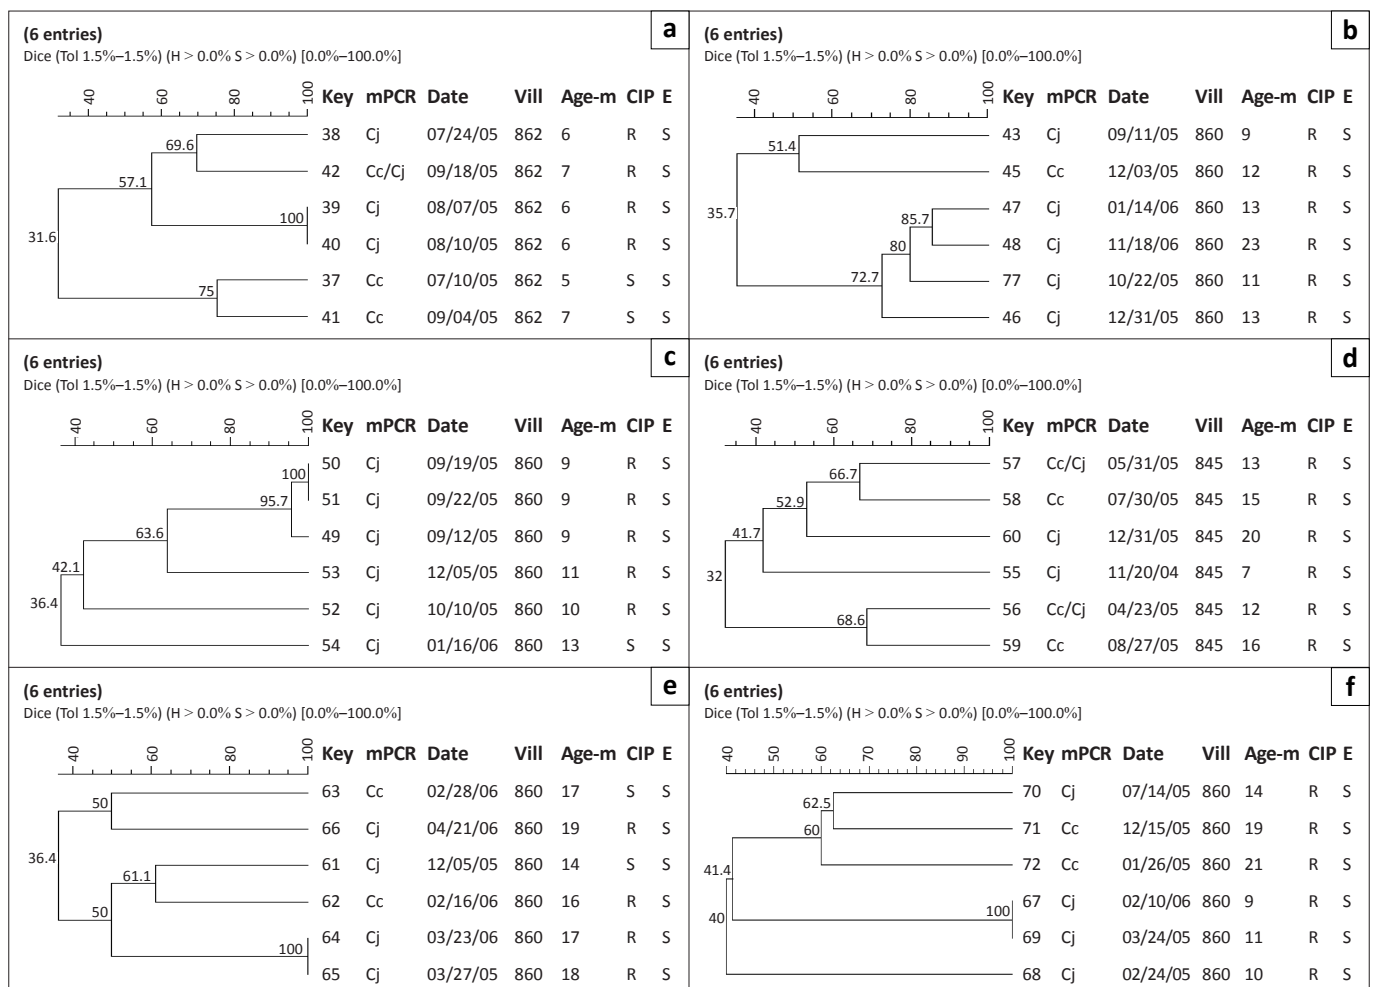 a
(6 entries)
Dice (Tol 1.5%–1.5%) (H > 0.0% S > 0.0%) [0.0%–100.0%]
40 60 80 100 Key mPCR Date Vill Age-m CIP E
69.6 38 Cj 07/24/05 862 6 R S
57.1 42 Cc/Cj 09/18/05 862 7 R S
100 39 Cj 08/07/05 862 6 R S
31.6 40 Cj 08/10/05 862 6 R S
75 37 Cc 07/10/05 862 5 S S
41 Cc 09/04/05 862 7 S S
b
(6 entries)
Dice (Tol 1.5%–1.5%) (H > 0.0% S > 0.0%) [0.0%–100.0%]
40 60 80 100 Key mPCR Date Vill Age-m CIP E
51.4 43 Cj 09/11/05 860 9 R S
45 Cc 12/03/05 860 12 R S
35.7 85.7 47 Cj 01/14/06 860 13 R S
80 48 Cj 11/18/06 860 23 R S
72.7 77 Cj 10/22/05 860 11 R S
46 Cj 12/31/05 860 13 R S
c
(6 entries)
Dice (Tol 1.5%–1.5%) (H > 0.0% S > 0.0%) [0.0%–100.0%]
40 60 80 100 Key mPCR Date Vill Age-m CIP E
100 50 Cj 09/19/05 860 9 R S
95.7 51 Cj 09/22/05 860 9 R S
63.6 49 Cj 09/12/05 860 9 R S
42.1 53 Cj 12/05/05 860 11 R S
36.4 52 Cj 10/10/05 860 10 R S
54 Cj 01/16/06 860 13 S S
d
(6 entries)
Dice (Tol 1.5%–1.5%) (H > 0.0% S > 0.0%) [0.0%–100.0%]
40 60 80 100 Key mPCR Date Vill Age-m CIP E
66.7 57 Cc/Cj 05/31/05 845 13 R S
52.9 58 Cc 07/30/05 845 15 R S
41.7 60 Cj 12/31/05 845 20 R S
32 55 Cj 11/20/04 845 7 R S
68.6 56 Cc/Cj 04/23/05 845 12 R S
59 Cc 08/27/05 845 16 R S
e
(6 entries)
Dice (Tol 1.5%–1.5%) (H > 0.0% S > 0.0%) [0.0%–100.0%]
40 60 80 100 Key mPCR Date Vill Age-m CIP E
50 63 Cc 02/28/06 860 17 S S
66 Cj 04/21/06 860 19 R S
36.4 61.1 61 Cj 12/05/05 860 14 S S
50 62 Cc 02/16/06 860 16 R S
100 64 Cj 03/23/06 860 17 R S
65 Cj 03/27/05 860 18 R S
f
(6 entries)
Dice (Tol 1.5%–1.5%) (H > 0.0% S > 0.0%) [0.0%–100.0%]
40 50 60 70 80 90 100 Key mPCR Date Vill Age-m CIP E
62.5 70 Cj 07/14/05 860 14 R S
60 71 Cc 12/15/05 860 19 R S
41.4 72 Cc 01/26/05 860 21 R S
100 67 Cj 02/10/06 860 9 R S
40 69 Cj 03/24/05 860 11 R S
68 Cj 02/24/05 860 10 R S